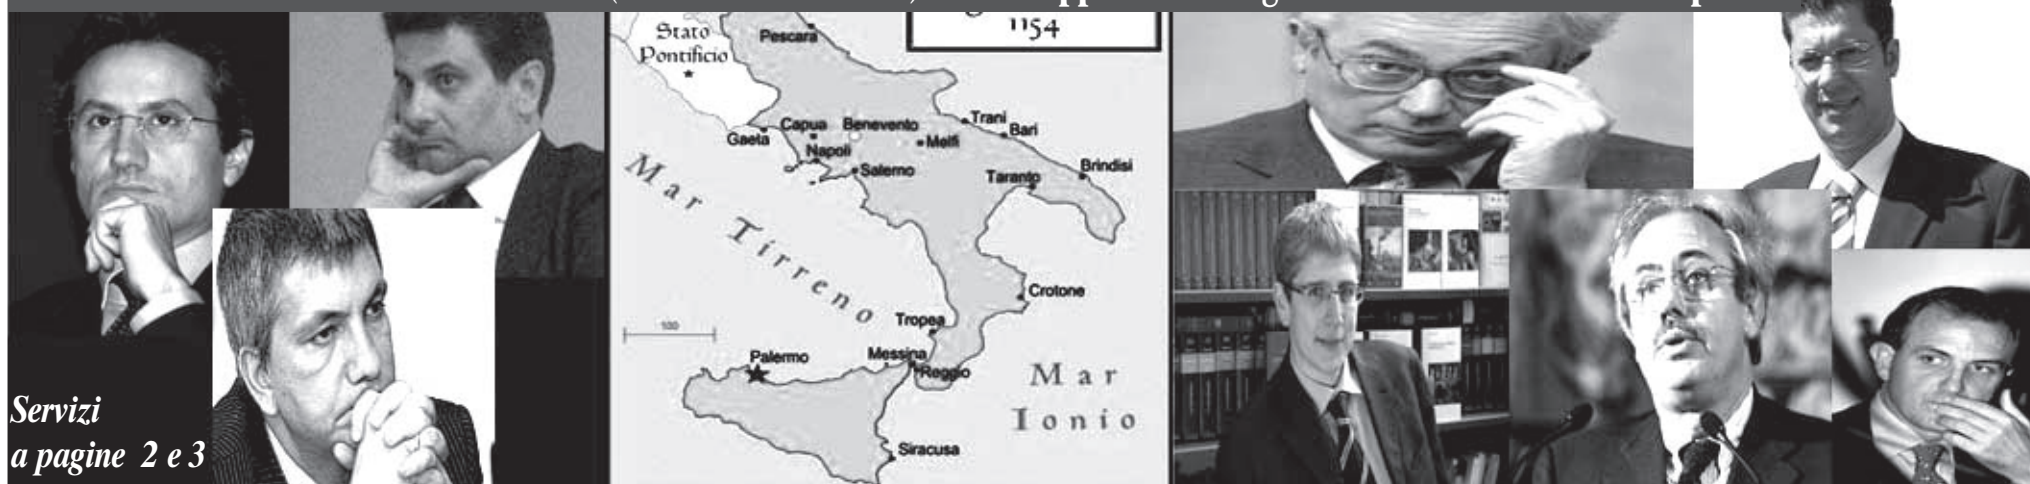 1154
Stato
Pontificio
Pescara
Gaeta
Capua
Benevento
Napoli
Melfi
Salerno
Trani
Bari
Brindisi
Taranto
Mar Tirreno
Crotone
100
Tropea
Palermo
Messina
Reggio
Mar
Ionio
Siracusa
Servizi
a pagine 2 e 3